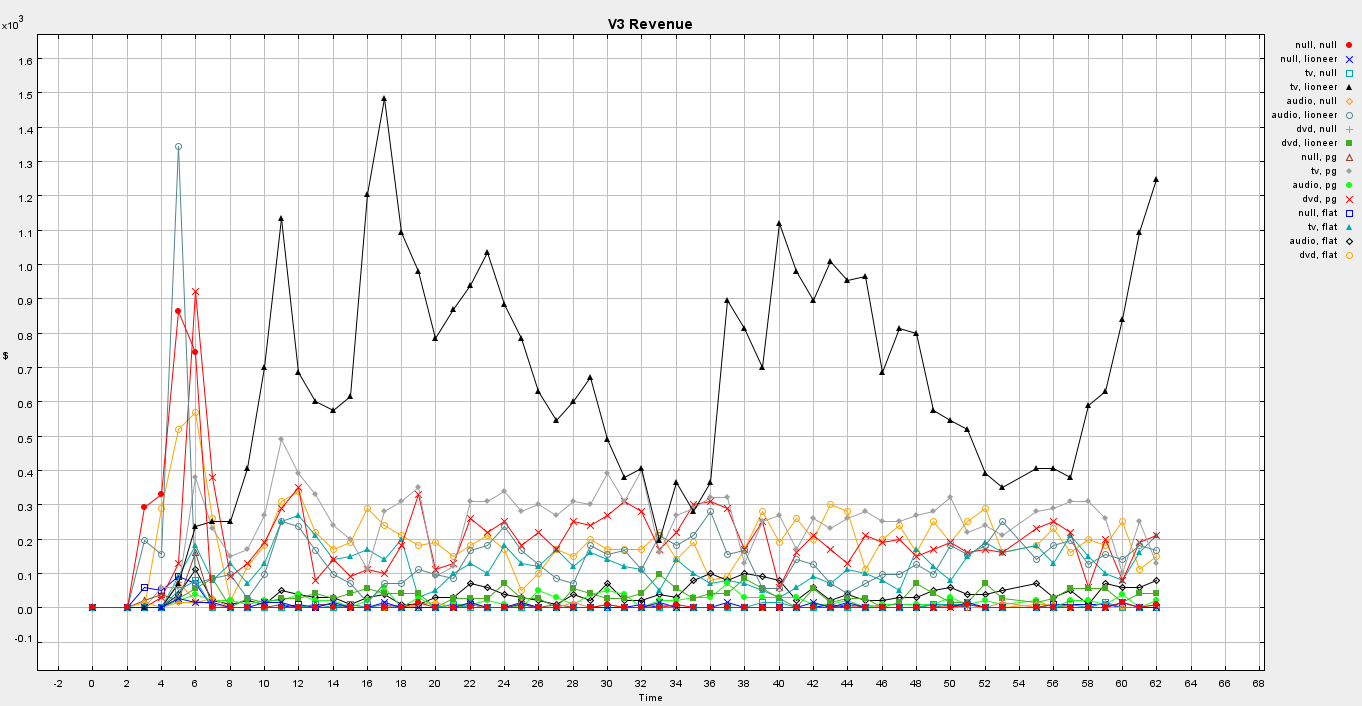 V3 Revenue
×10³
1.6
1.5
1.4
1.3
1.2
1.1
1.0
0.9
0.8
0.7
0.6
0.5
0.4
0.3
0.2
0.1
0.0
-0.1
$
-2 0 2 4 6 8 10 12 14 16 18 20 22 24 26 28 30 32 34 36 38 40 42 44 46 48 50 52 54 56 58 60 62 64 66 68
Time
null, null
null, lioneer
tv, null
tv, lioneer
audio, null
audio, lioneer
dvd, null
dvd, lioneer
null, pg
tv, pg
audio, pg
dvd, pg
null, flat
tv, flat
audio, flat
dvd, flat